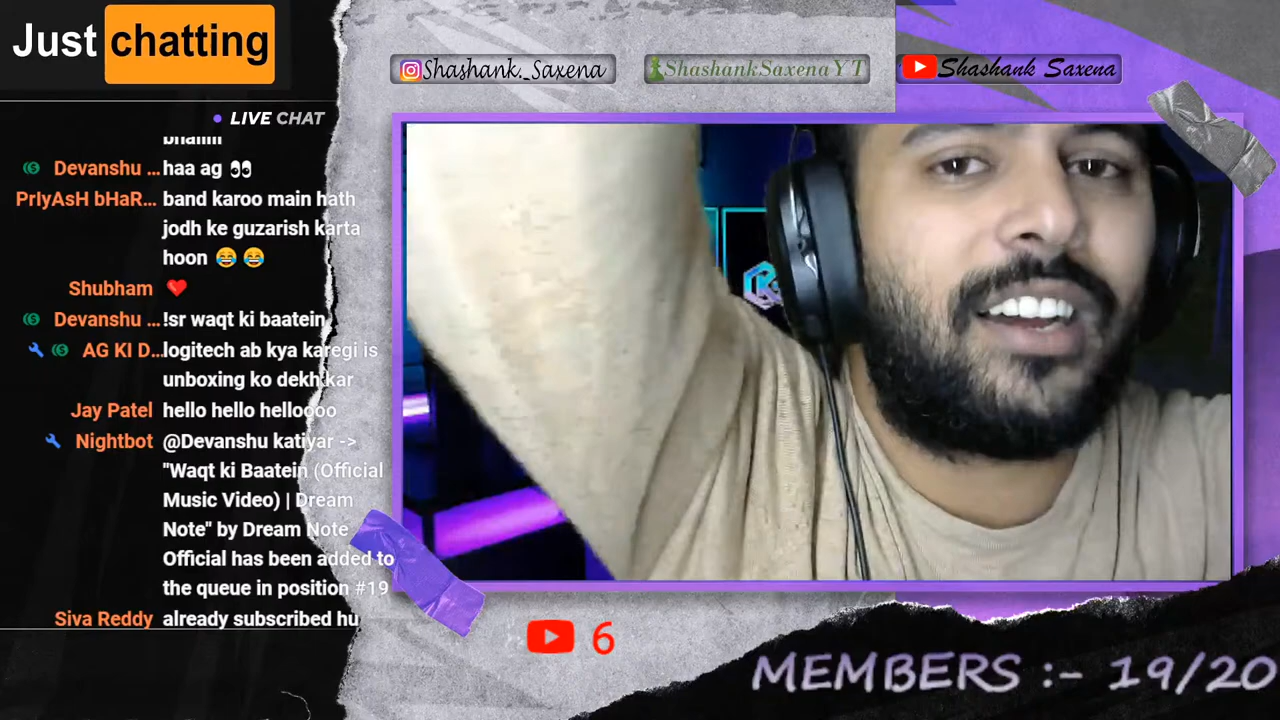 Just chatting
Shashank._Saxena
ShashankSaxenaYT
Shashank Saxena
LIVE CHAT
Devanshu ... haa ag 👀
PrIyAsH bHaR... band karoo main hath
jodh ke guzarish karta
hoon 😂 😂
Shubham ❤️
Devanshu ... !sr waqt ki baatein
AG KI D... logitech ab kya karegi is
unboxing ko dekh kar
Jay Patel hello hello helloooo
Nightbot @Devanshu katiyar ->
"Waqt ki Baatein (Official
Music Video) | Dream
Note" by Dream Note
Official has been added to
the queue in position #19
Siva Reddy already subscribed hu
6
MEMBERS :- 19/20